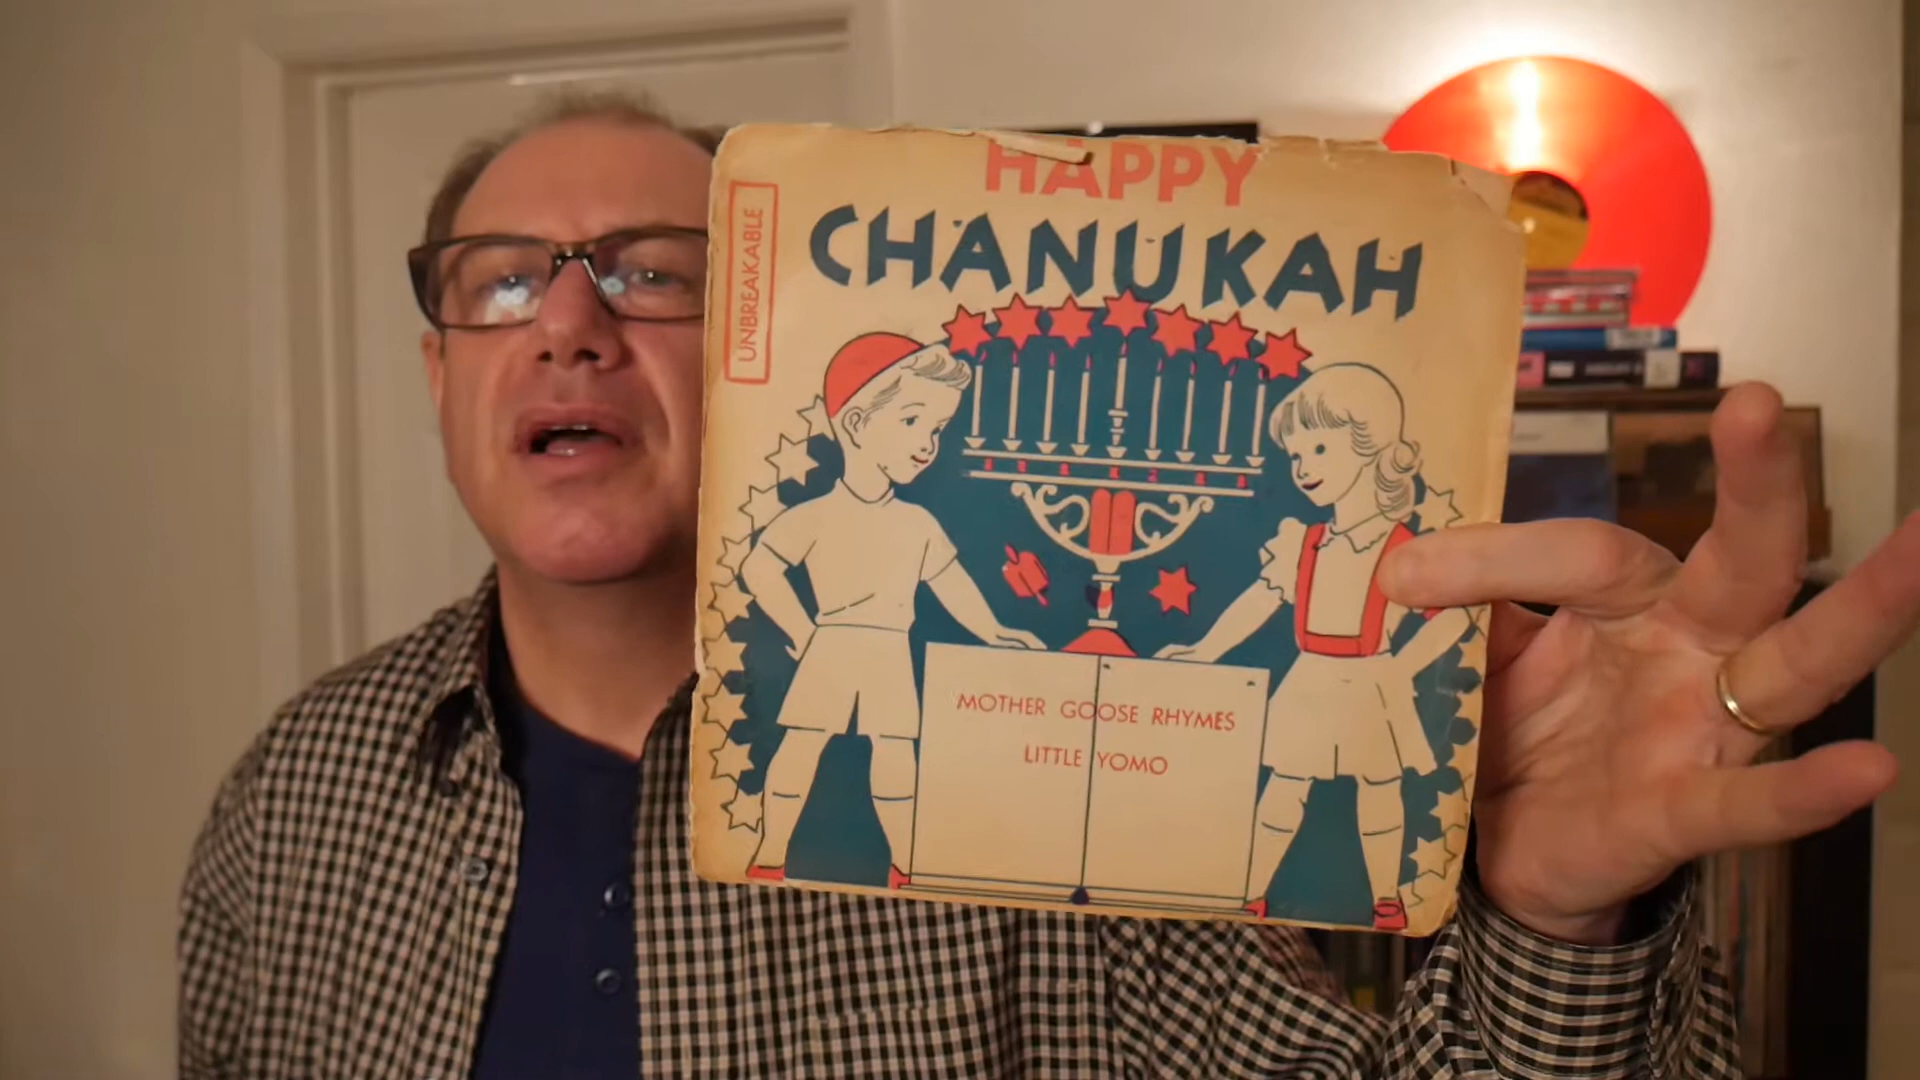 HAPPY
CHANUKAH
UNBREAKABLE
MOTHER GOOSE RHYMES
LITTLE YOMO